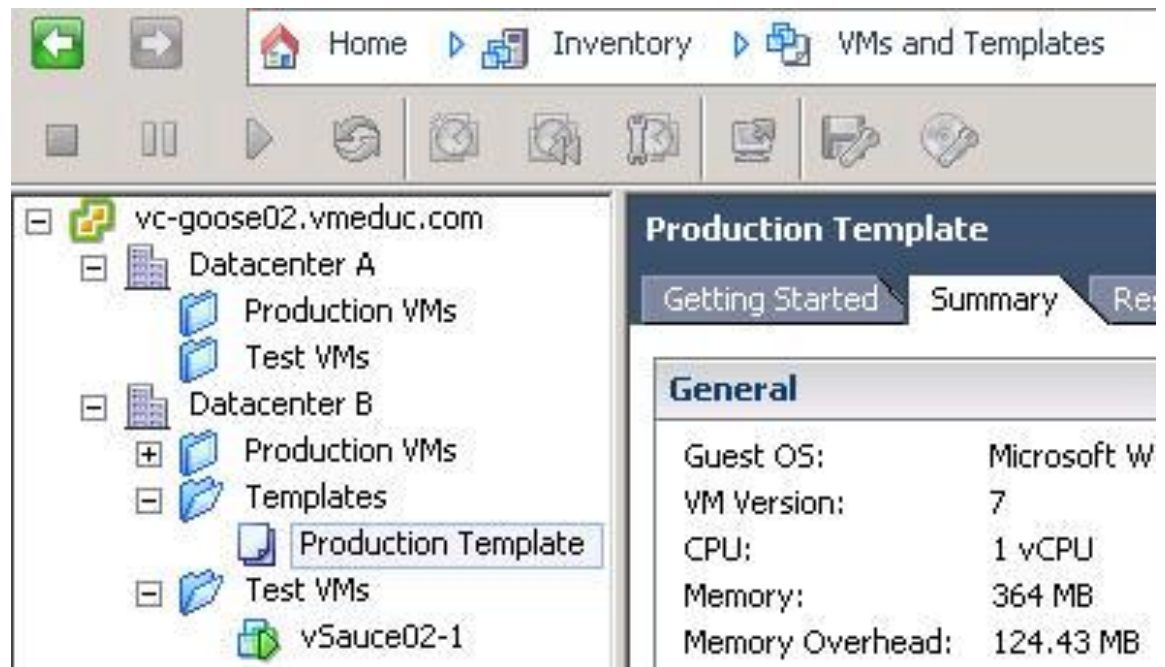 Home Inventory VMs and Templates
vc-goose02.vmeduc.com
Datacenter A
Production VMs
Test VMs
Datacenter B
Production VMs
Templates
Production Template
Test VMs
vSauce02-1
Production Template
Getting Started Summary Res
General
Guest OS: Microsoft W
VM Version: 7
CPU: 1 vCPU
Memory: 364 MB
Memory Overhead: 124.43 MB